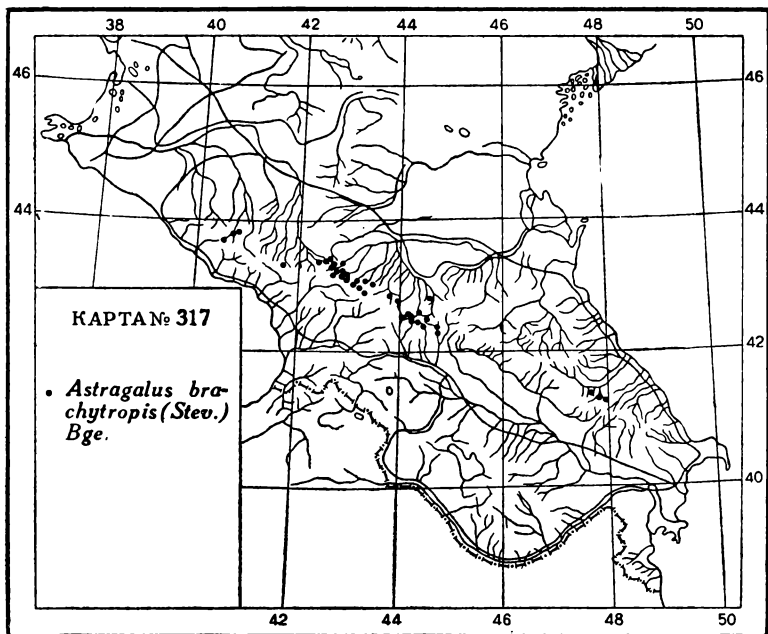 38 40 42 44 46 48 50
46 46
44 44
КАРТА № 317
42
• Astragalus bra-
chytropis (Stev.)
Bge.
40
42 44 46 48 50